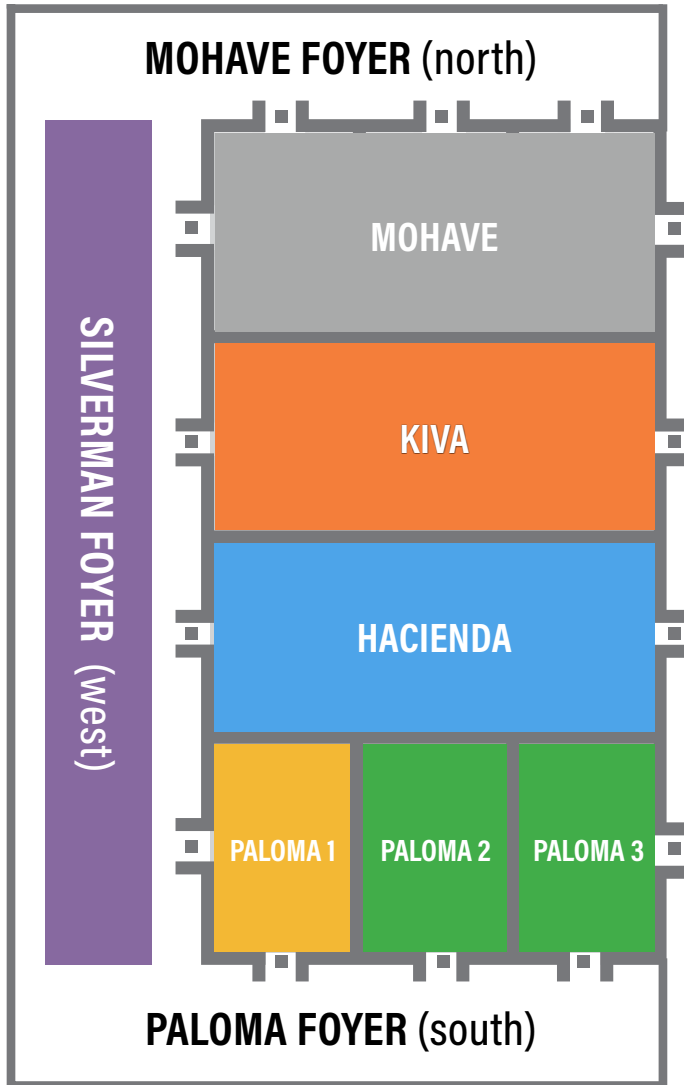 MOHAVE FOYER (north)
SILVERMAN FOYER (west)
MOHAVE
KIVA
HACIENDA
PALOMA 1
PALOMA 2
PALOMA 3
PALOMA FOYER (south)